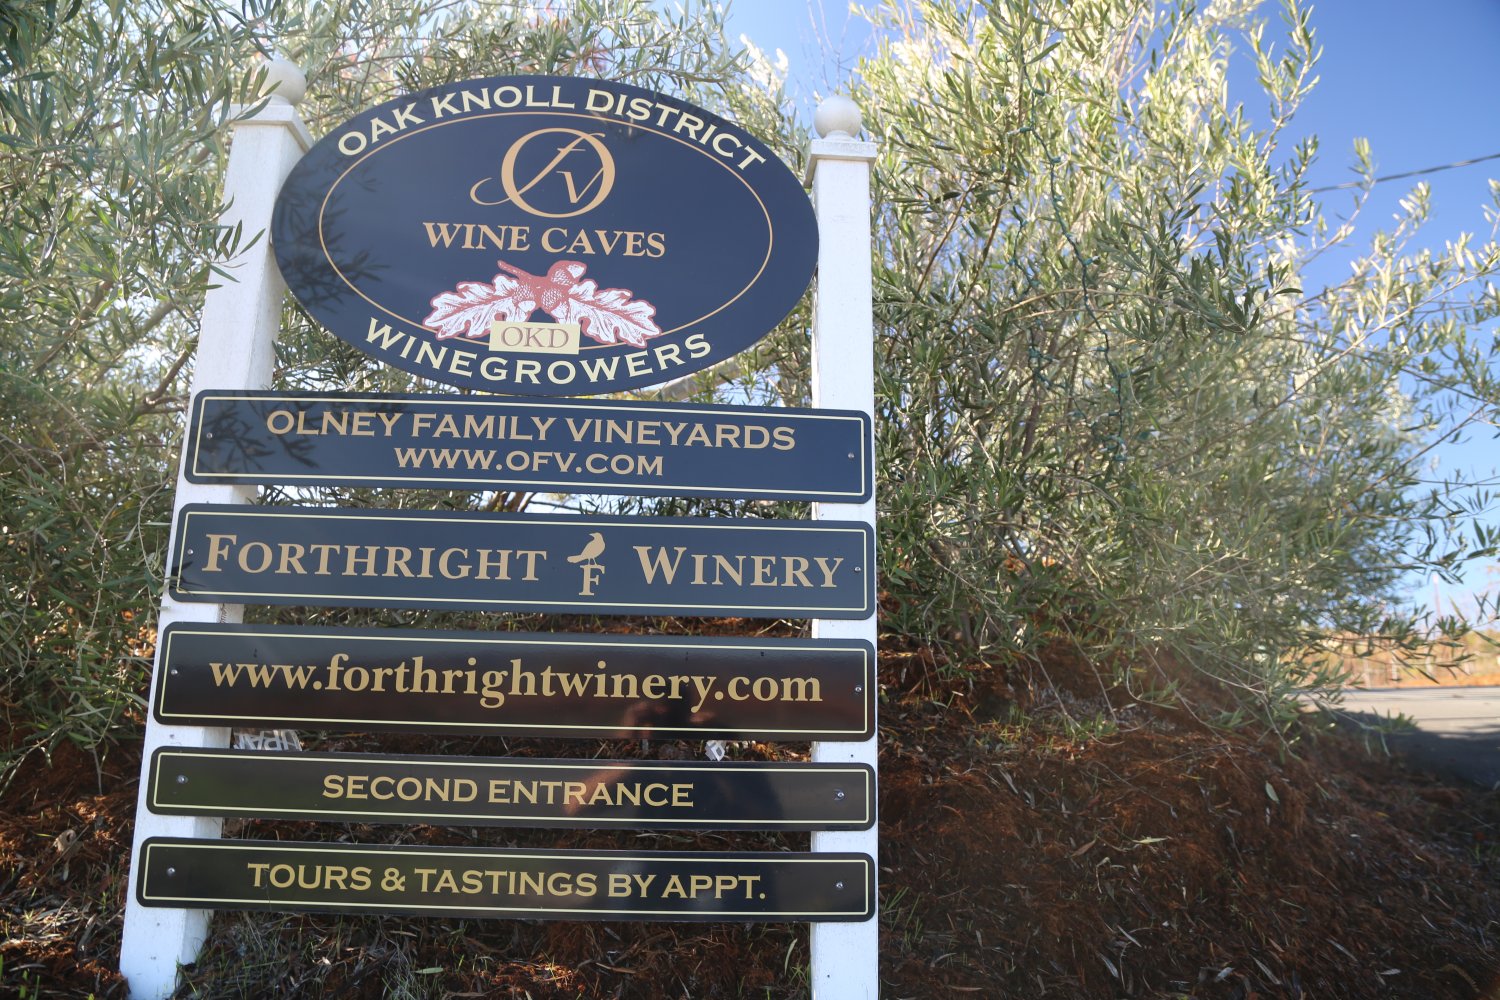 OAK KNOLL DISTRICT
OFV
WINE CAVES
OKD
WINEGROWERS
OLNEY FAMILY VINEYARDS
WWW.OFV.COM
FORTHRIGHT F WINERY
www.forthrightwinery.com
SECOND ENTRANCE
TOURS & TASTINGS BY APPT.